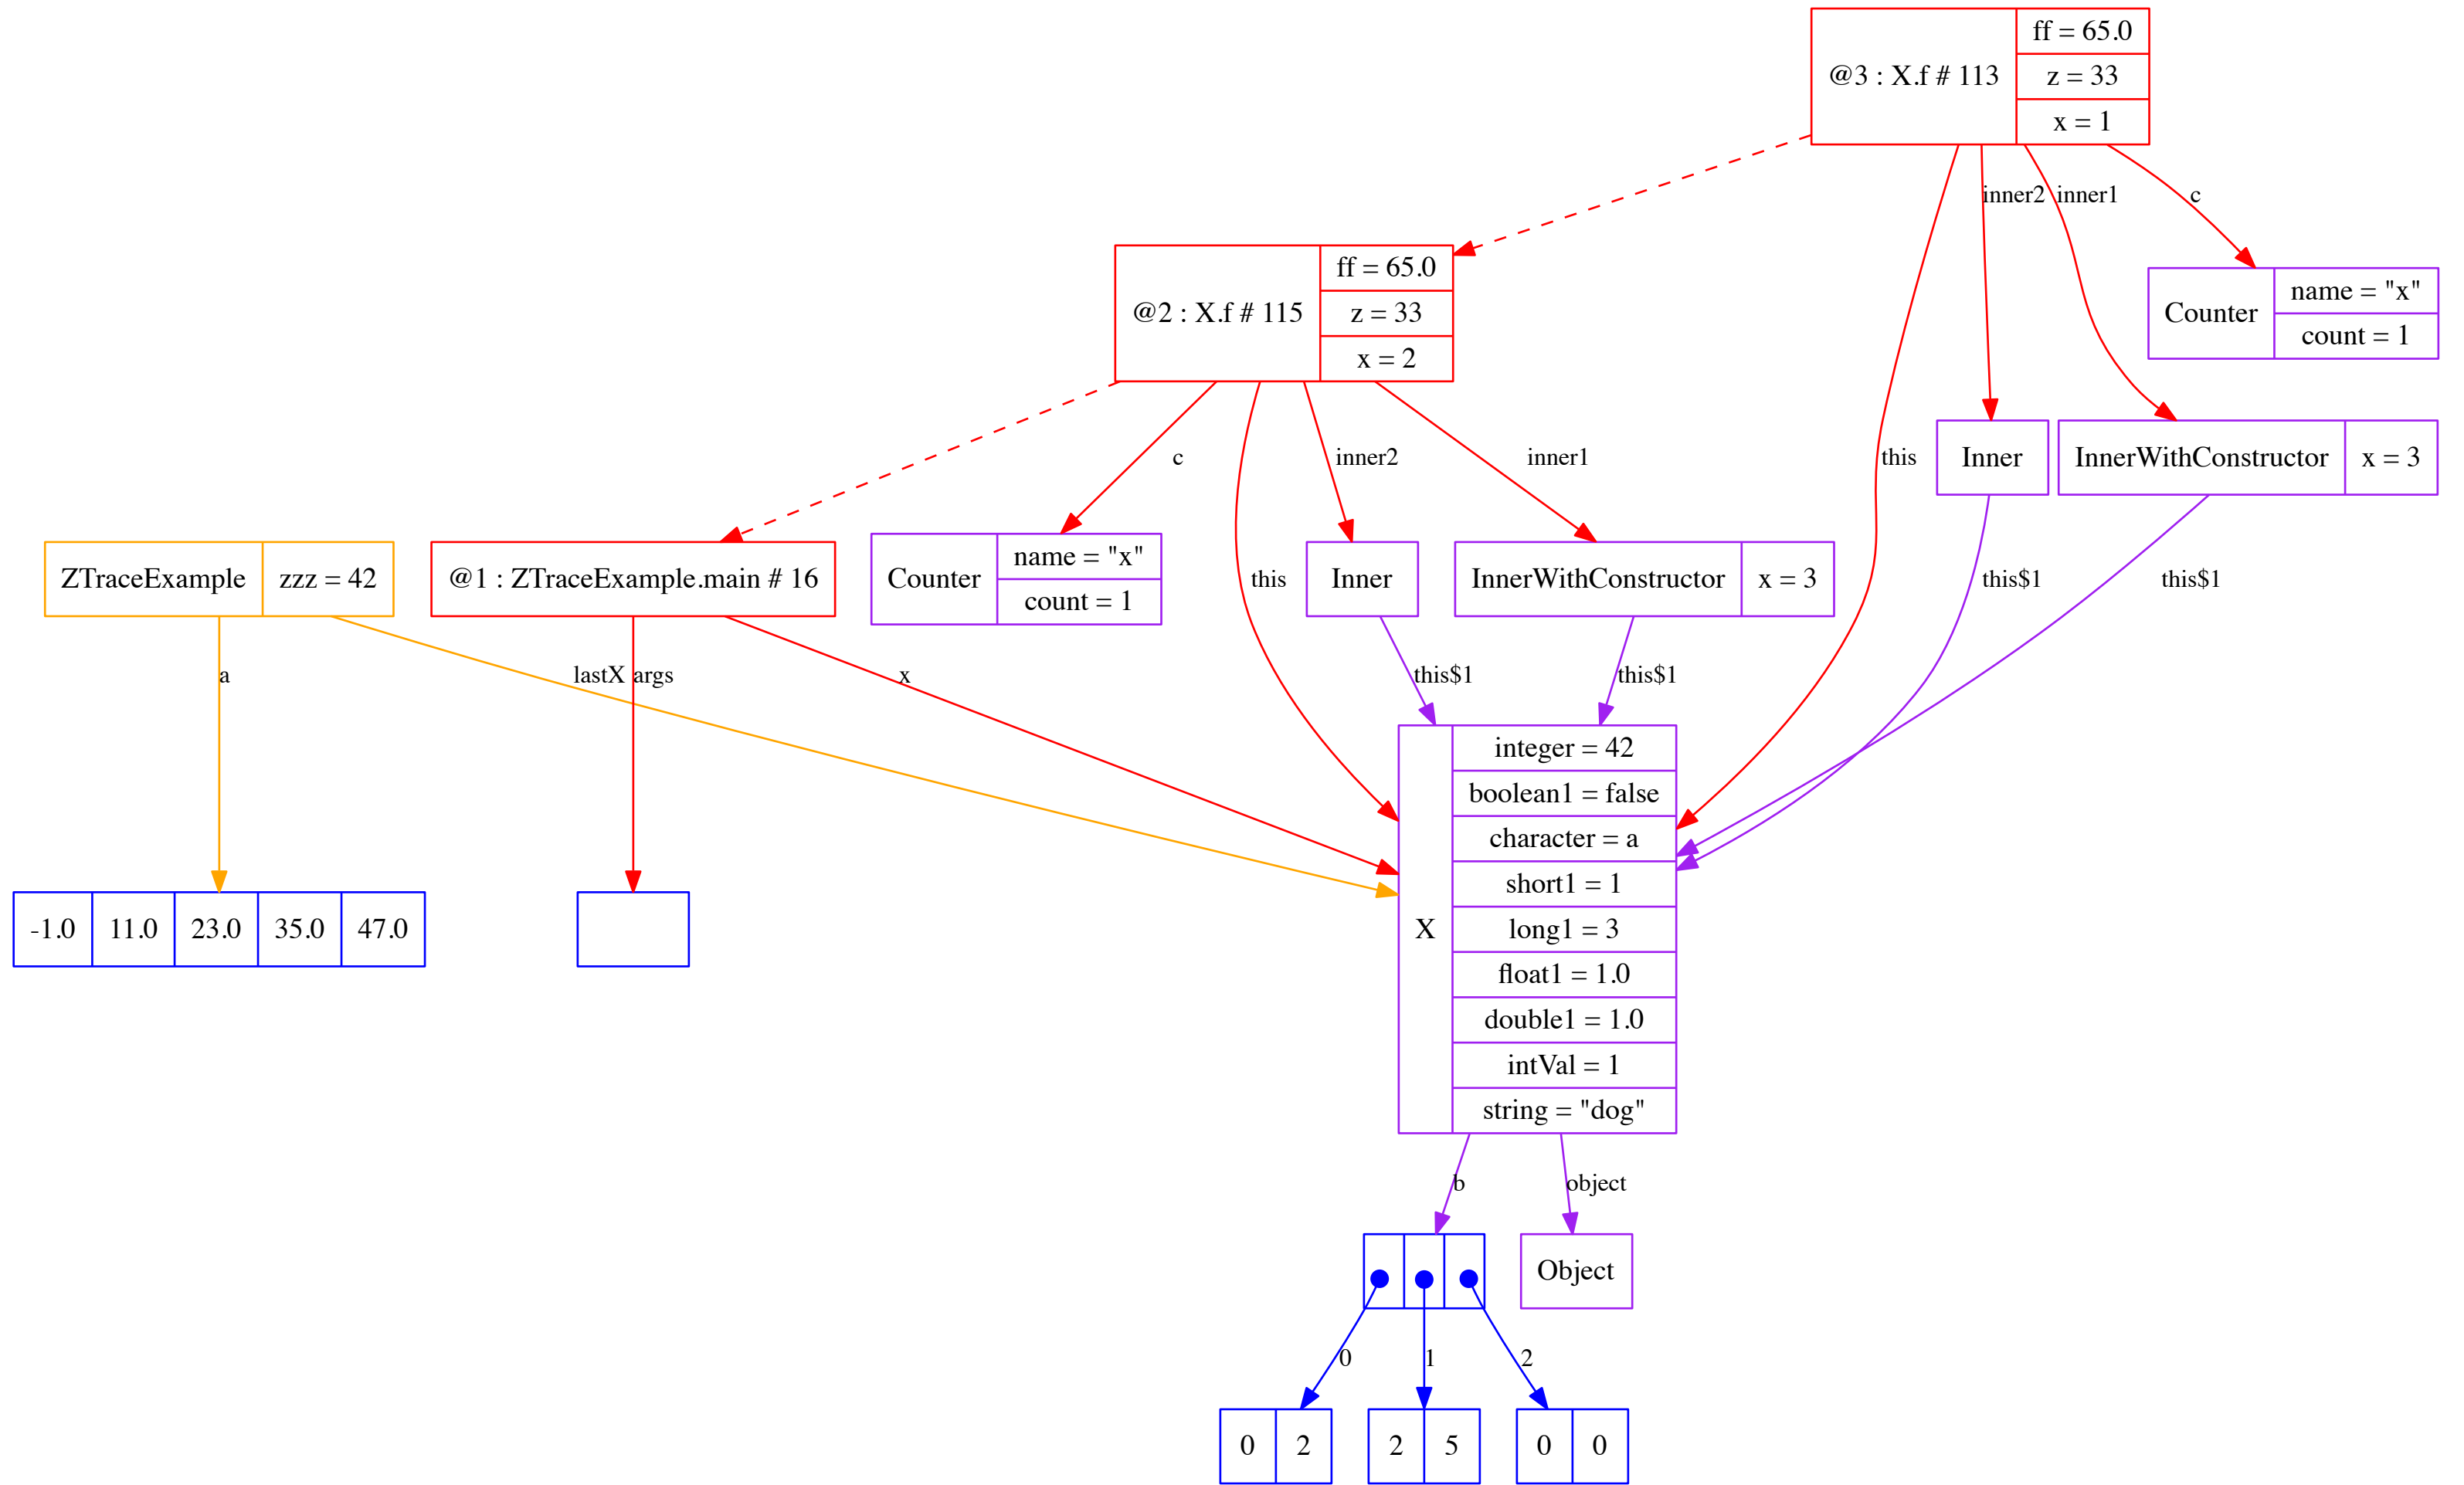 @3 : X.f # 113
ff = 65.0
z = 33
x = 1
inner2
inner1
c
@2 : X.f # 115
ff = 65.0
z = 33
x = 2
Counter
name = "x"
count = 1
c
inner2
inner1
this
Inner
InnerWithConstructor
x = 3
ZTraceExample
zzz = 42
@1 : ZTraceExample.main # 16
Counter
name = "x"
count = 1
this
Inner
InnerWithConstructor
x = 3
this$1
this$1
a
lastX
args
x
this$1
this$1
X
integer = 42
boolean1 = false
character = a
short1 = 1
long1 = 3
float1 = 1.0
double1 = 1.0
intVal = 1
string = "dog"
-1.0
11.0
23.0
35.0
47.0
b
object
Object
0
1
2
0
2
2
5
0
0